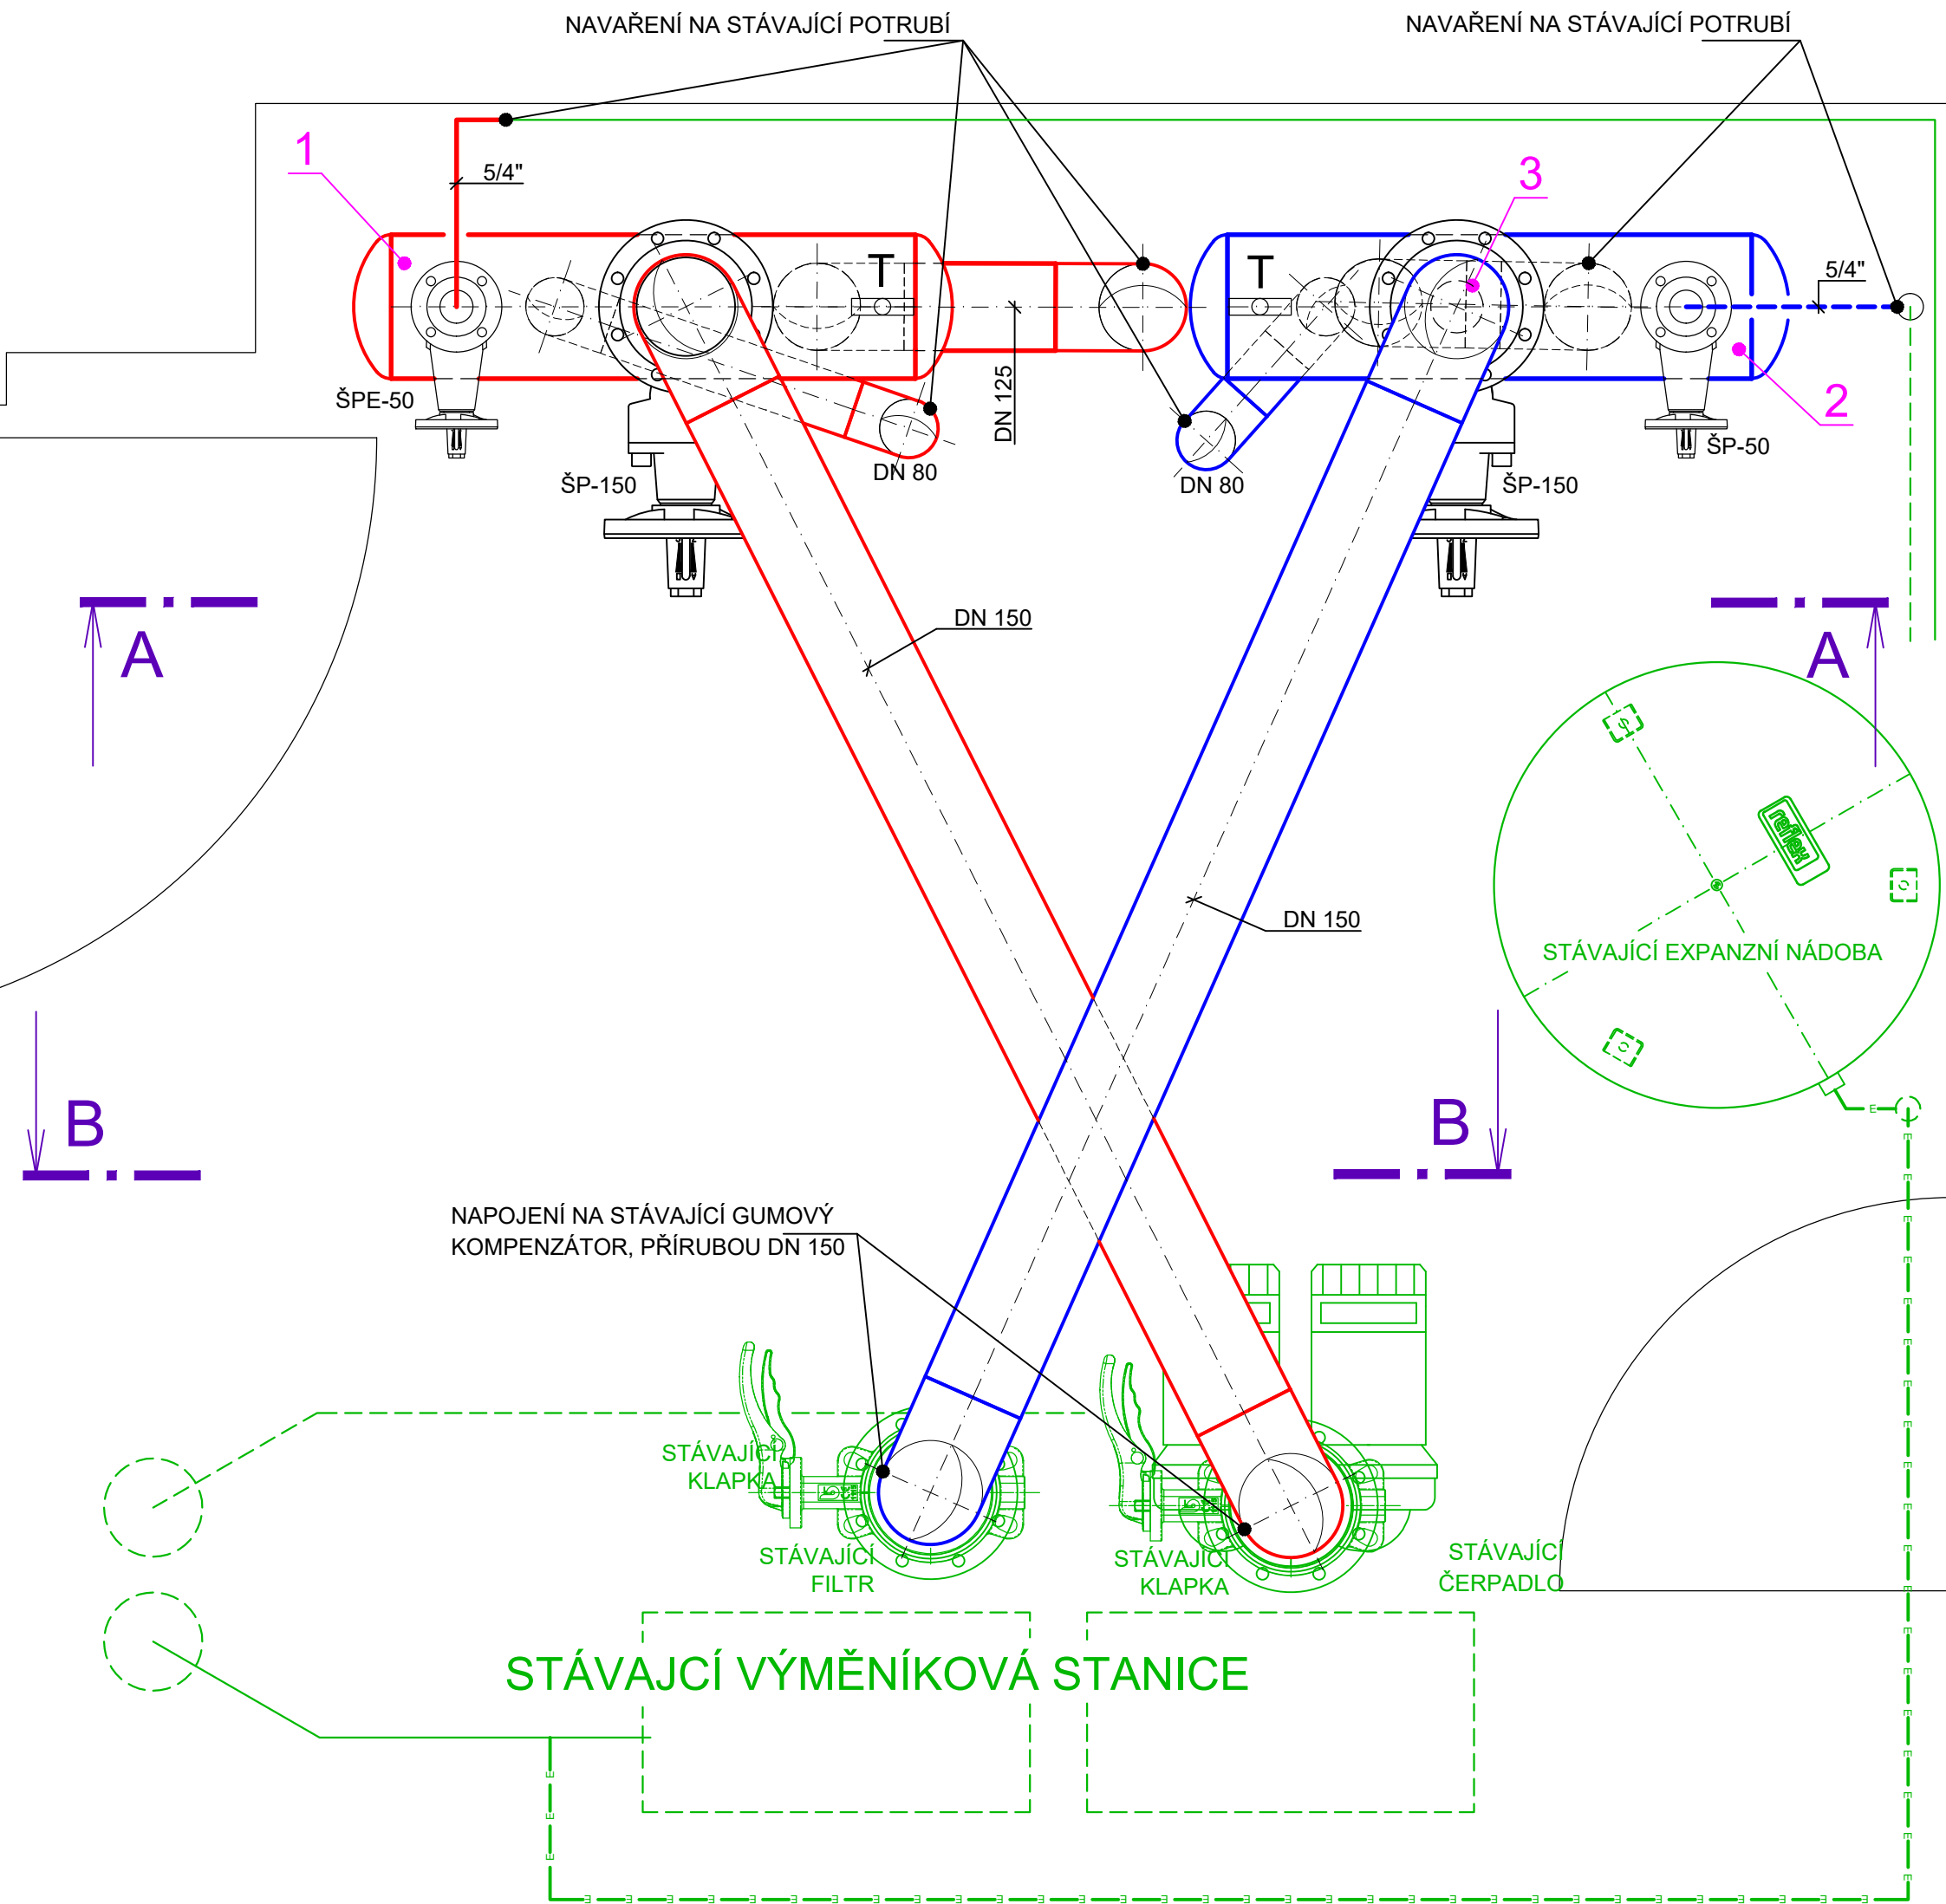 NAVAŘENÍ NA STÁVAJÍCÍ POTRUBÍ
NAVAŘENÍ NA STÁVAJÍCÍ POTRUBÍ
1
5/4"
3
T
T
5/4"
DN 125
ŠPE-50
2
ŠP-50
DN 80
DN 80
ŠP-150
ŠP-150
DN 150
A
A
reflex
DN 150
STÁVAJÍCÍ EXPANZNÍ NÁDOBA
B
B
NAPOJENÍ NA STÁVAJÍCÍ GUMOVÝ
KOMPENZÁTOR, PŘÍRUBOU DN 150
STÁVAJÍCÍ
KLAPKA
STÁVAJÍCÍ
FILTR
STÁVAJÍCÍ
KLAPKA
STÁVAJÍCÍ
ČERPADLO
STÁVAJCÍ VÝMĚNÍKOVÁ STANICE